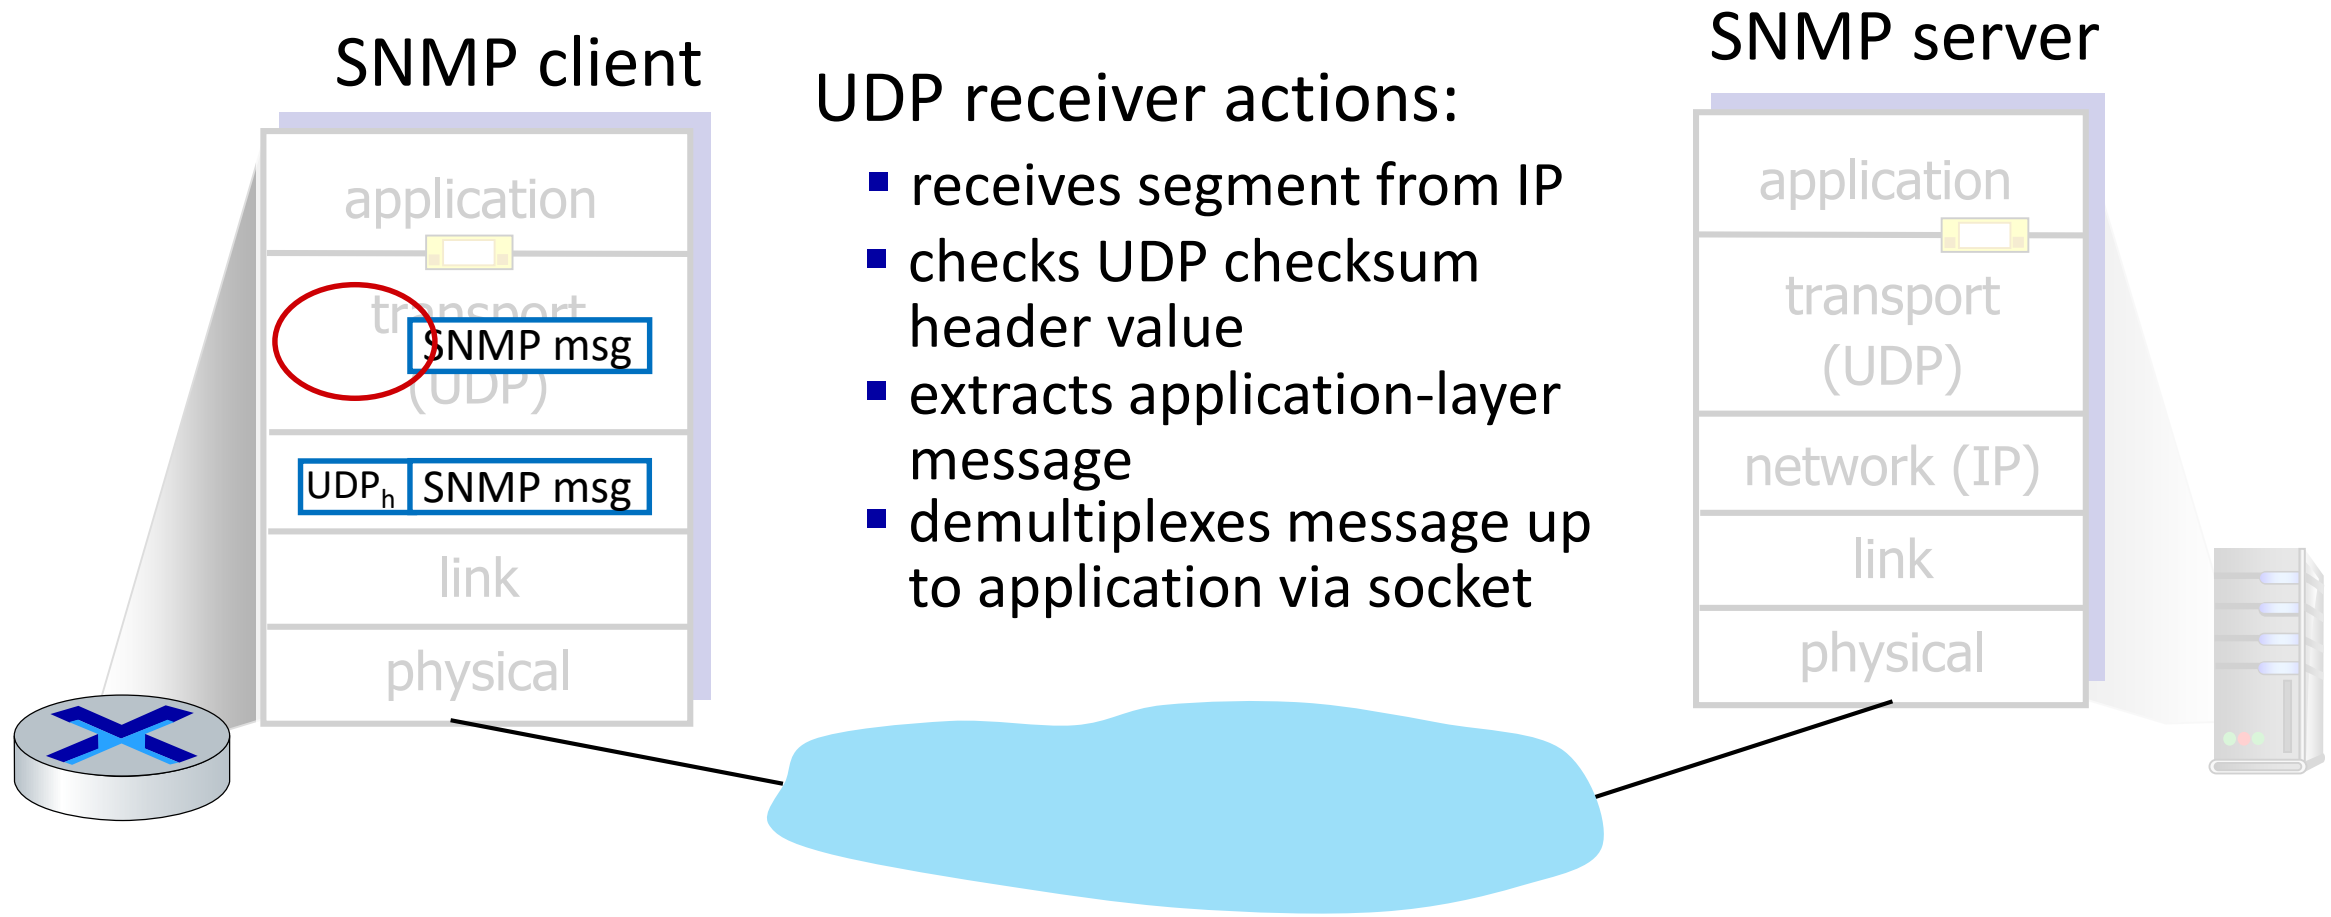 SNMP client
application
transport
SNMP msg
(UDP)
UDPh SNMP msg
link
physical
UDP receiver actions:
receives segment from IP
checks UDP checksum
header value
extracts application-layer
message
demultiplexes message up
to application via socket
SNMP server
application
transport
(UDP)
network (IP)
link
physical